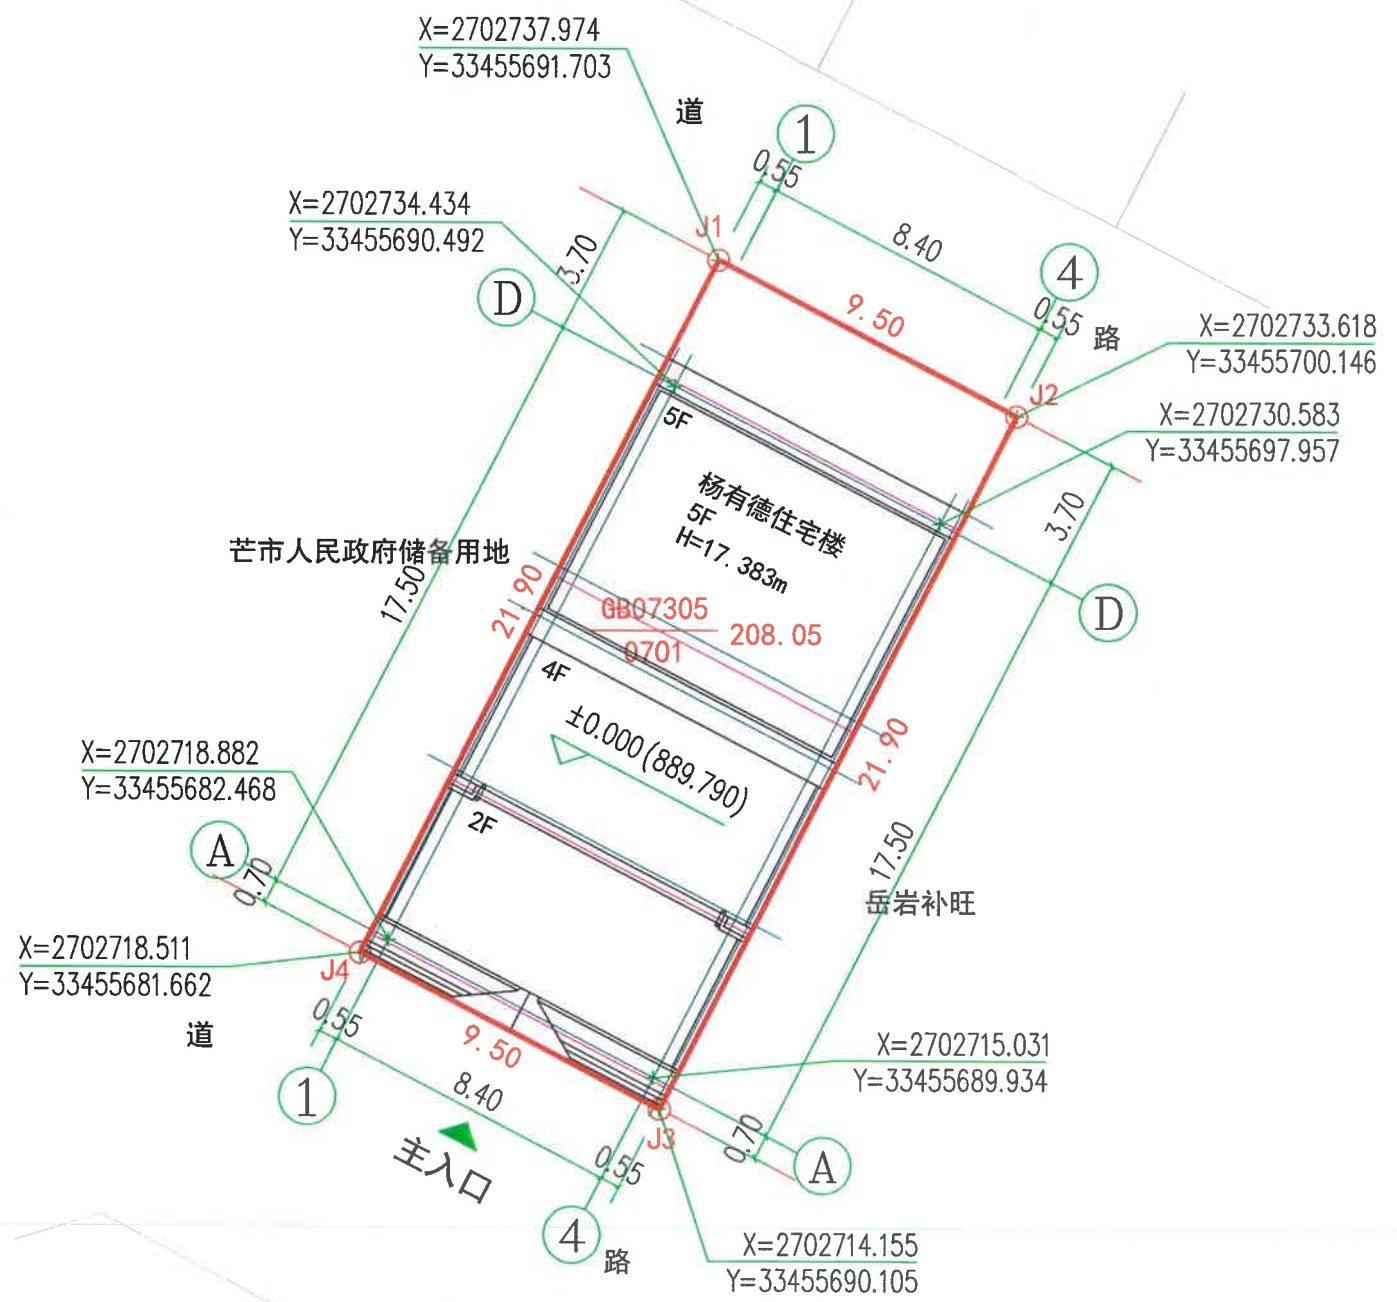 X=2702737.974
Y=33455691.703
道
1
0.55
X=2702734.434
Y=33455690.492
J1
8.40
3.70
4
D
9.50
0.55
路
X=2702733.618
Y=33455700.146
J2
X=2702730.583
Y=33455697.957
5F
杨有德住宅楼
5F
H=17.383m
3.70
芒市人民政府储备用地
17.50
21.90
GB07305
0701
208.05
D
4F
±0.000(889.790)
21.90
X=2702718.882
Y=33455682.468
2F
A
0.70
17.50
岳岩补旺
X=2702718.511
Y=33455681.662
J4
道
0.55
9.50
X=2702715.031
Y=33455689.934
1
8.40
主入口
J3
0.70
A
0.55
4
路
X=2702714.155
Y=33455690.105